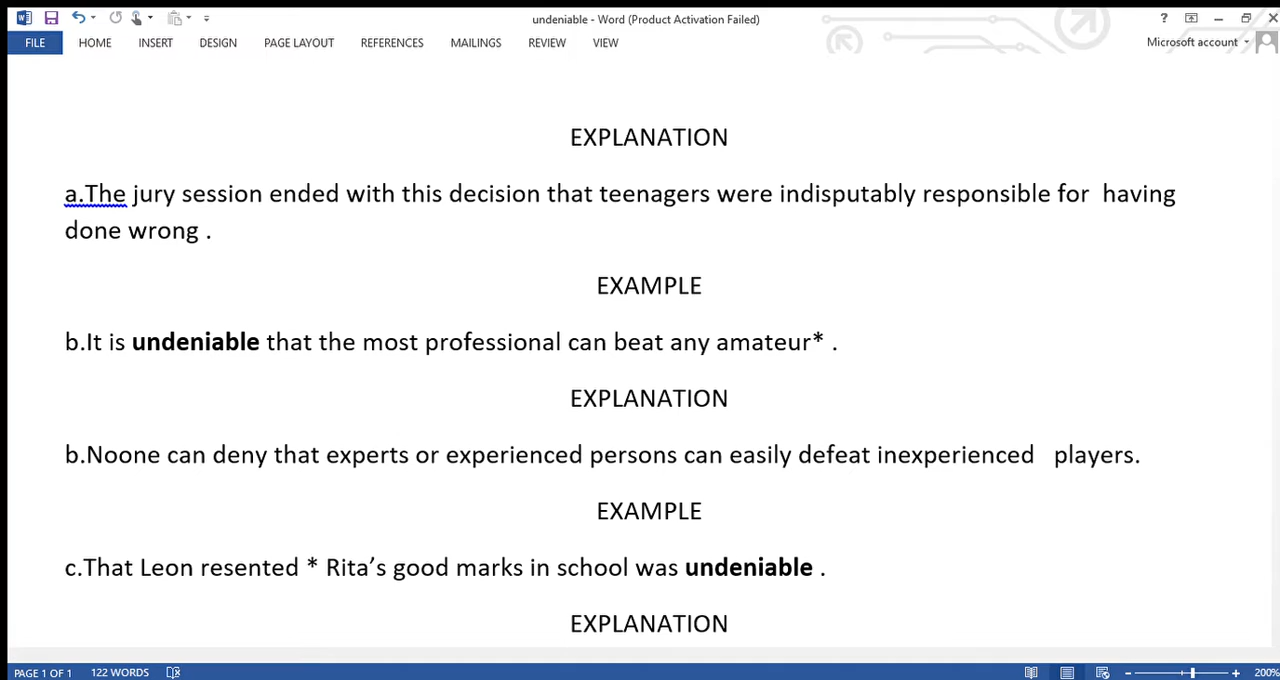 undeniable - Word (Product Activation Failed)
?
FILE HOME INSERT DESIGN PAGE LAYOUT REFERENCES MAILINGS REVIEW VIEW
Microsoft account
EXPLANATION
a.The jury session ended with this decision that teenagers were indisputably responsible for having
done wrong .
EXAMPLE
b.It is undeniable that the most professional can beat any amateur* .
EXPLANATION
b.Noone can deny that experts or experienced persons can easily defeat inexperienced players.
EXAMPLE
c.That Leon resented * Rita’s good marks in school was undeniable .
EXPLANATION
PAGE 1 OF 1 122 WORDS
200%